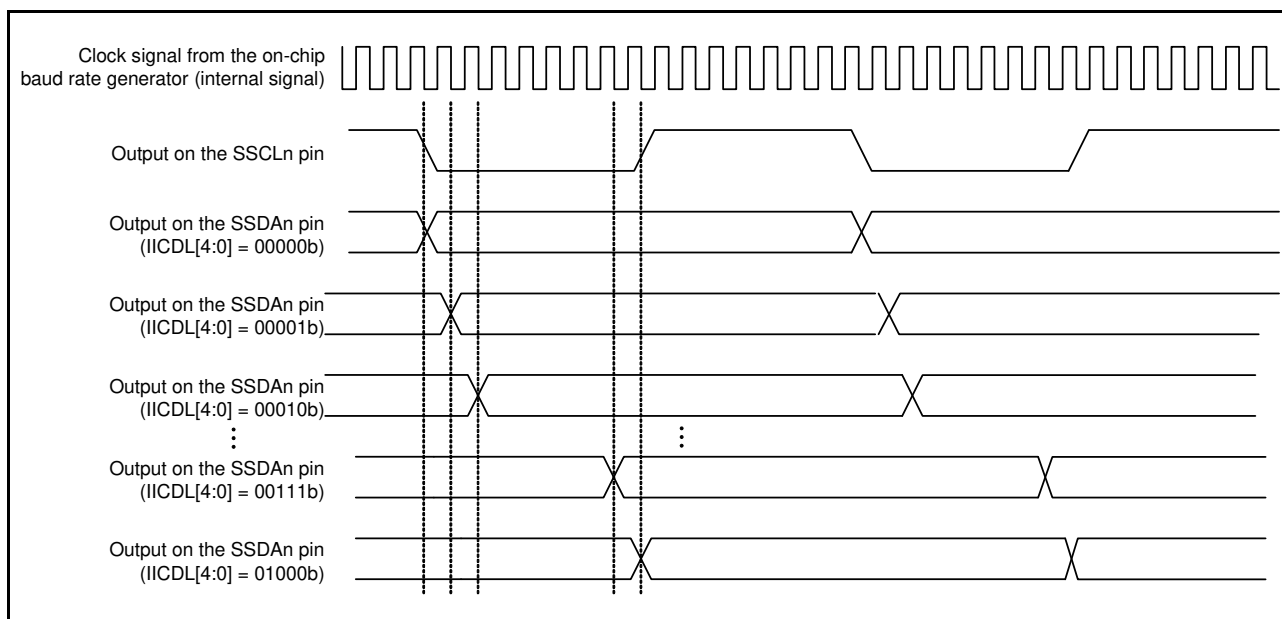 Clock signal from the on-chip
baud rate generator (internal signal)
Output on the SSCLn pin
Output on the SSDAn pin
(IICDL[4:0] = 00000b)
Output on the SSDAn pin
(IICDL[4:0] = 00001b)
Output on the SSDAn pin
(IICDL[4:0] = 00010b)
Output on the SSDAn pin
(IICDL[4:0] = 00111b)
Output on the SSDAn pin
(IICDL[4:0] = 01000b)